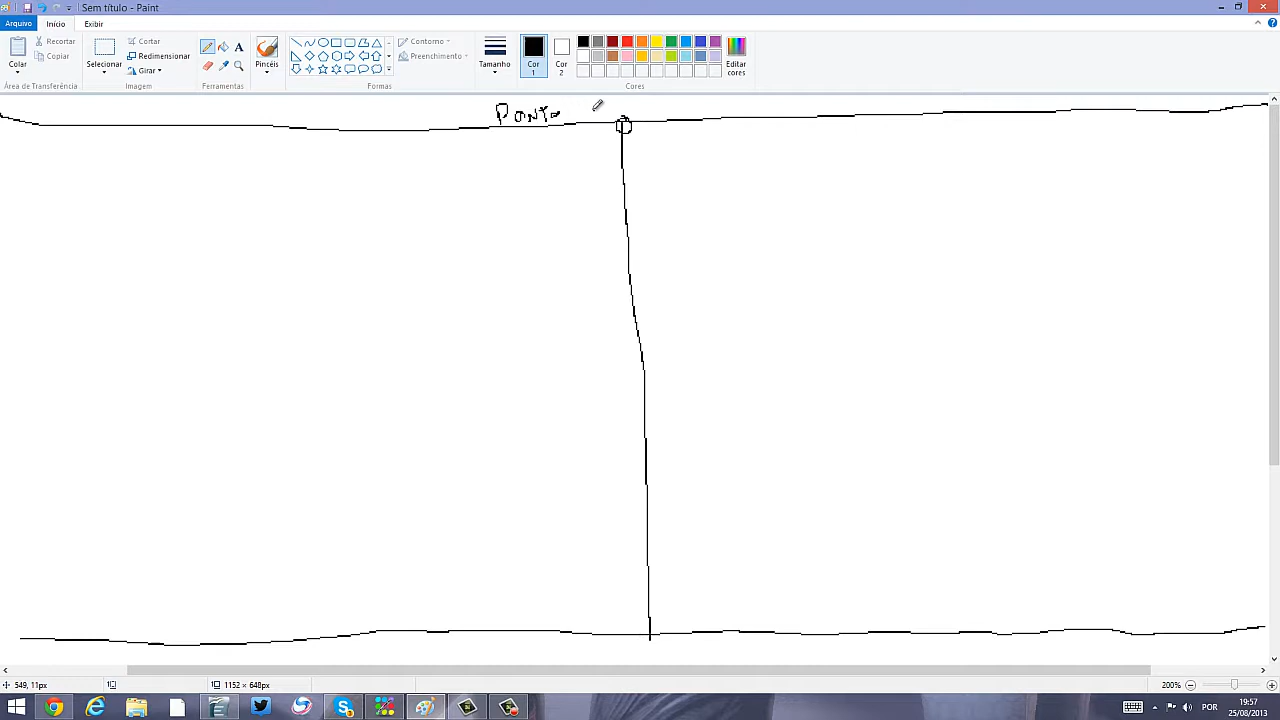 Sem título - Paint
Arquivo Início Exibir
Colar
Recortar
Copiar
Área de Transferência
Selecionar
Cortar
Redimensionar
Girar
Imagem
A
Ferramentas
Pincéis
Contorno
Preenchimento
Formas
Tamanho
Cor 1
Cor 2
Editar cores
Cores
Ponto
549, 11px
1152 × 648px
200%
POR
19:57
25/08/2013